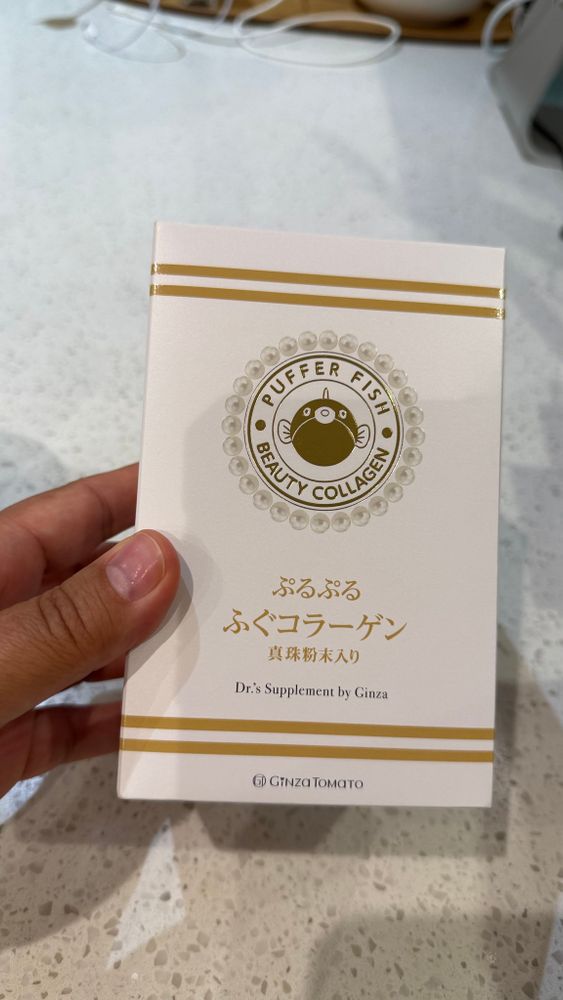 PUFFER FISH
BEAUTY COLLAGEN
ぷるぷる
ふぐコラーゲン
真珠粉末入り
Dr.'s Supplement by Ginza
GINZA TOMATO